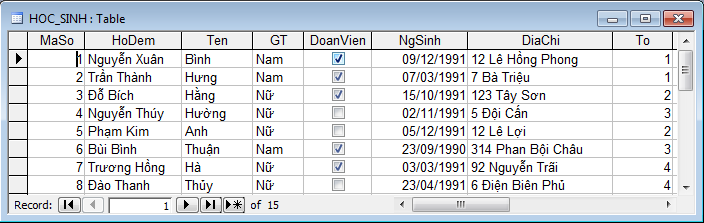 HOC_SINH : Table
MaSo HoDem Ten GT DoanVien NgSinh DiaChi To
1 Nguyễn Xuân Bình Nam 09/12/1991 12 Lê Hồng Phong 1
2 Trần Thành Hưng Nam 07/03/1991 7 Bà Triệu 1
3 Đỗ Bích Hằng Nữ 15/10/1991 123 Tây Sơn 2
4 Nguyễn Thúy Hường Nữ 02/11/1991 5 Đội Cấn 3
5 Phạm Kim Anh Nữ 05/12/1991 12 Lê Lợi 2
6 Bùi Bình Thuận Nam 23/09/1990 314 Phan Bội Châu 3
7 Trương Hồng Hà Nữ 03/03/1991 92 Nguyễn Trãi 4
8 Đào Thanh Thủy Nữ 23/04/1991 6 Điện Biên Phủ 4
Record: 1 of 15